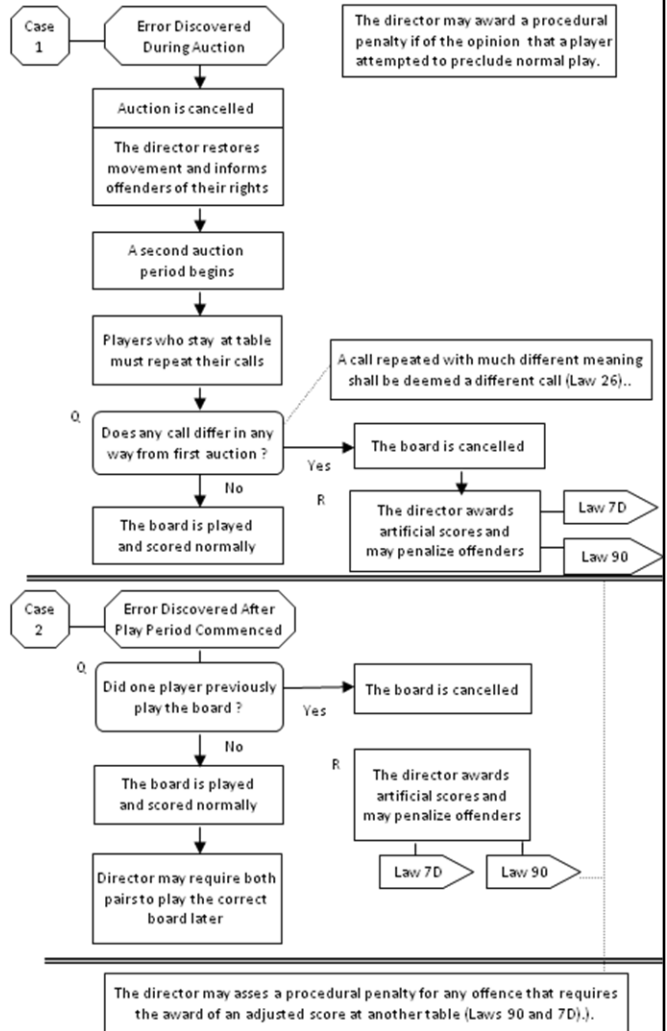 Case
1
Error Discovered
During Auction
The director may award a procedural
penalty if of the opinion that a player
attempted to preclude normal play.
Auction is cancelled
The director restores
movement and informs
offenders of their rights
A second auction
period begins
Players who stay at table
must repeat their calls
A call repeated with much different meaning
shall be deemed a different call (Law 26)..
Q
Does any call differ in any
way from first auction ?
Yes
The board is cancelled
No
R
The director awards
artificial scores and
may penalize offenders
Law 7D
Law 90
The board is played
and scored normally
Case
2
Error Discovered After
Play Period Commenced
Q
Did one player previously
play the board ?
Yes
The board is cancelled
No
The board is played
and scored normally
R
The director awards
artificial scores and
may penalize offenders
Law 7D
Law 90
Director may require both
pairs to play the correct
board later
The director may asses a procedural penalty for any offence that requires
the award of an adjusted score at another table (Laws 90 and 7D).).